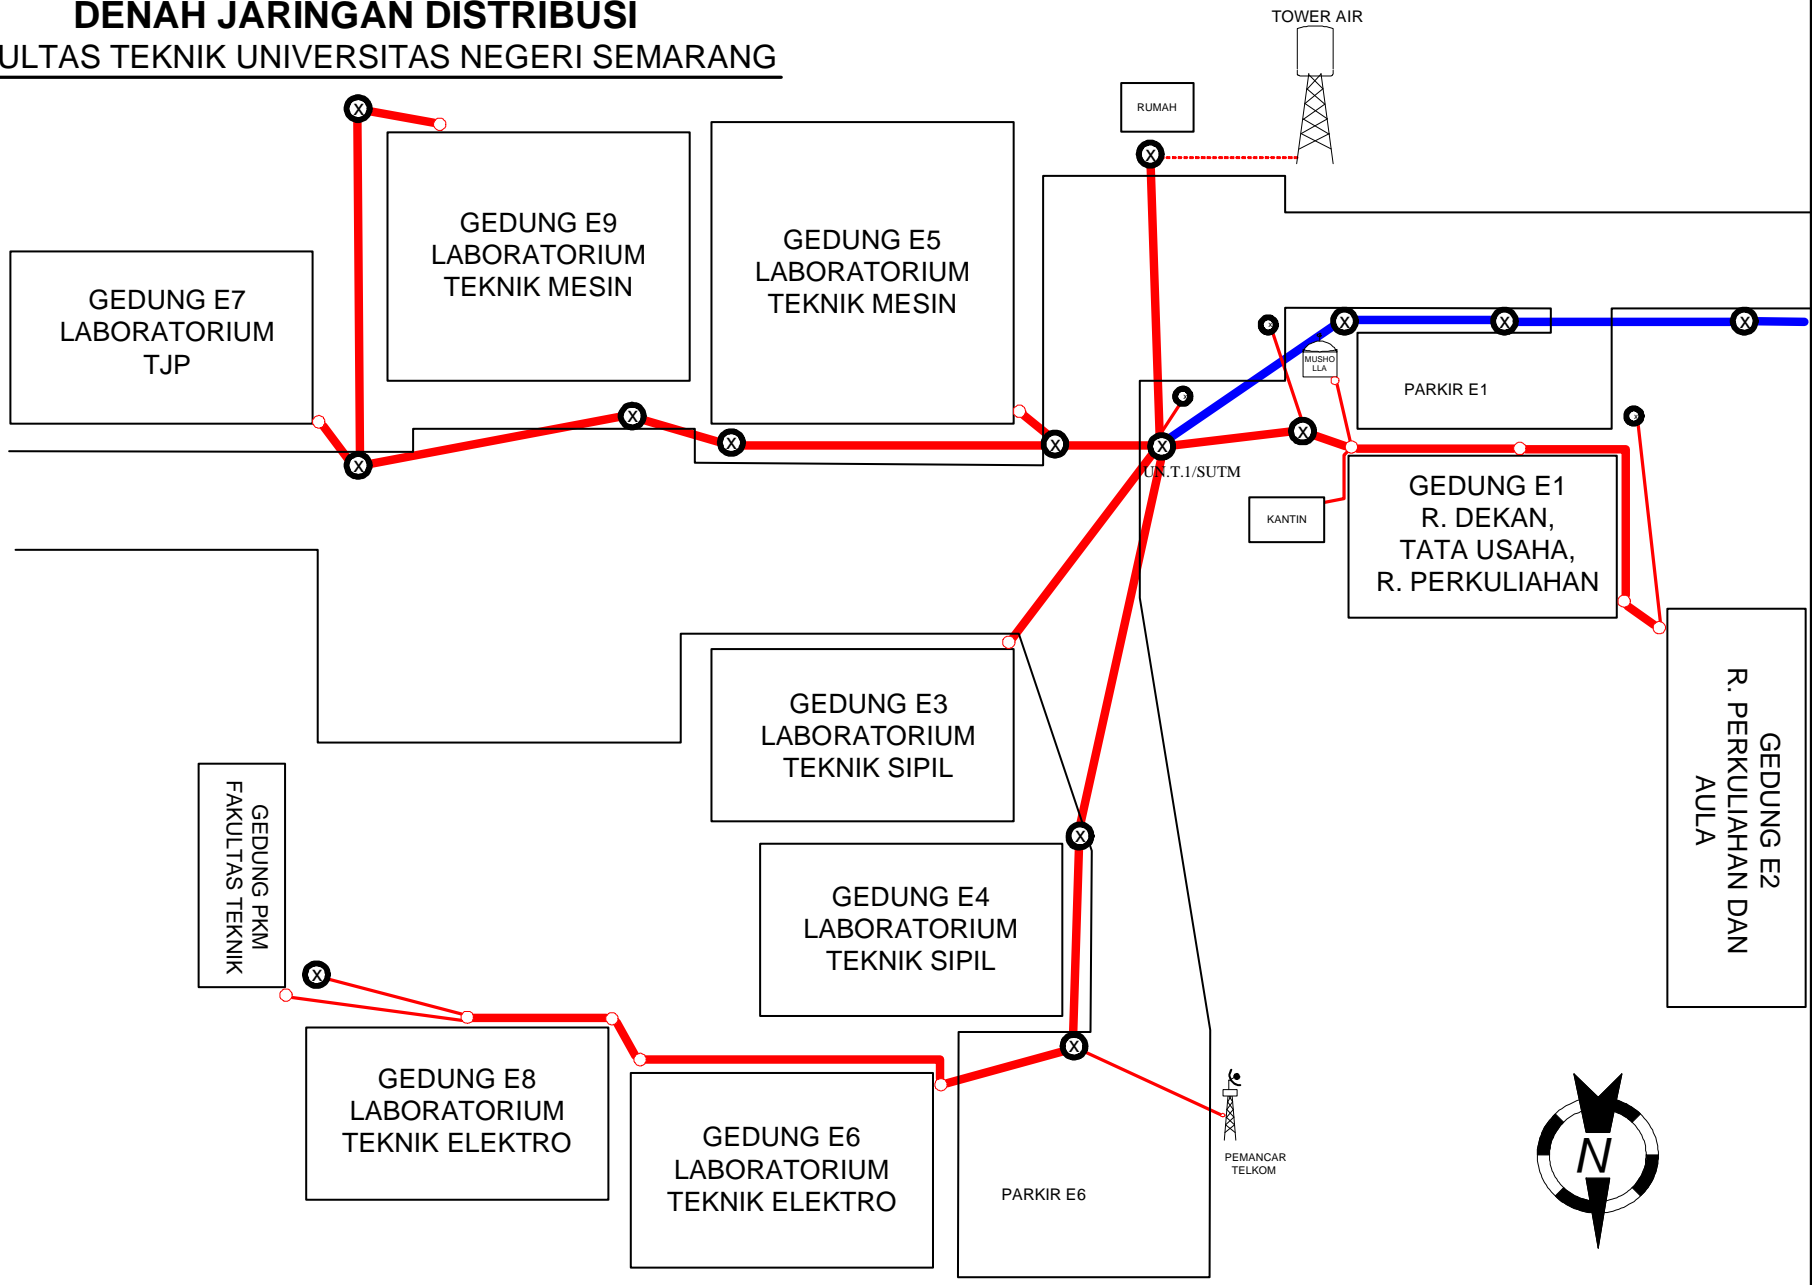 DENAH JARINGAN DISTRIBUSI
ULTAS TEKNIK UNIVERSITAS NEGERI SEMARANG
TOWER AIR
RUMAH
GEDUNG E9
LABORATORIUM
TEKNIK MESIN
GEDUNG E5
LABORATORIUM
TEKNIK MESIN
GEDUNG E7
LABORATORIUM
TJP
MUSHO
LLA
PARKIR E1
UN.T.1/SUTM
KANTIN
GEDUNG E1
R. DEKAN,
TATA USAHA,
R. PERKULIAHAN
GEDUNG E3
LABORATORIUM
TEKNIK SIPIL
GEDUNG E2
R. PERKULIAHAN DAN
AULA
GEDUNG PKM
FAKULTAS TEKNIK
GEDUNG E4
LABORATORIUM
TEKNIK SIPIL
GEDUNG E8
LABORATORIUM
TEKNIK ELEKTRO
GEDUNG E6
LABORATORIUM
TEKNIK ELEKTRO
PARKIR E6
PEMANCAR
TELKOM
N
X
X
X
X
X
X
X
X
X
X
X
X
X
X